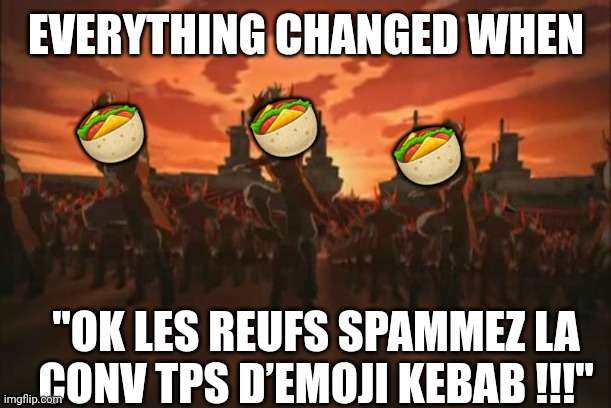 EVERYTHING CHANGED WHEN
"OK LES REUFS SPAMMEZ LA
CONV TPS D’EMOJI KEBAB !!!"
imgflip.com